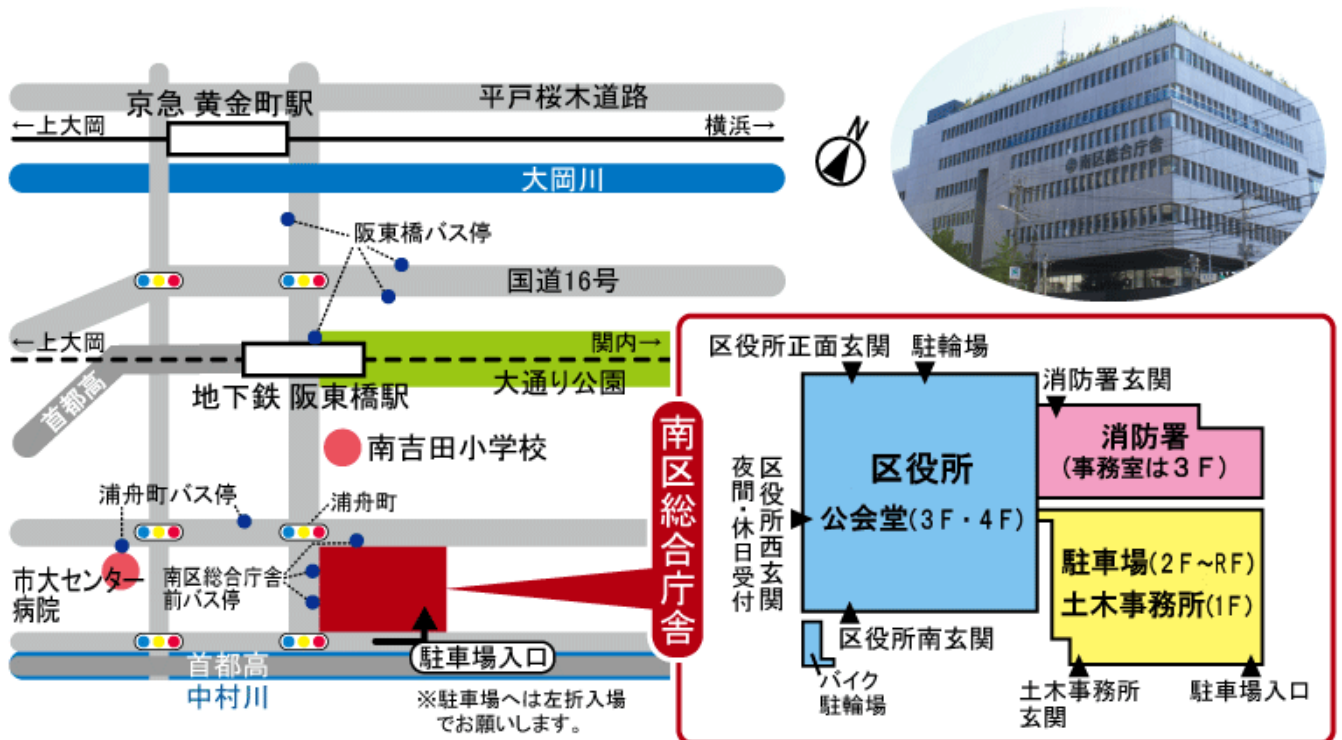 京急 黄金町駅
平戸桜木道路
←上大岡
横浜→
大岡川
N
南区総合庁舎
阪東橋バス停
国道16号
←上大岡
関内→
首都高
地下鉄 阪東橋駅
大通り公園
南吉田小学校
浦舟町バス停
浦舟町
市大センター
病院
南区総合庁舎
前バス停
首都高
中村川
駐車場入口
※駐車場へは左折入場
でお願いします。
南区総合庁舎
区役所正面玄関
駐輪場
消防署玄関
消防署
(事務室は３F)
区役所
公会堂(3F・4F)
区役所西玄関
夜間・休日受付
駐車場(2F~RF)
土木事務所(1F)
区役所南玄関
バイク
駐輪場
土木事務所
玄関
駐車場入口